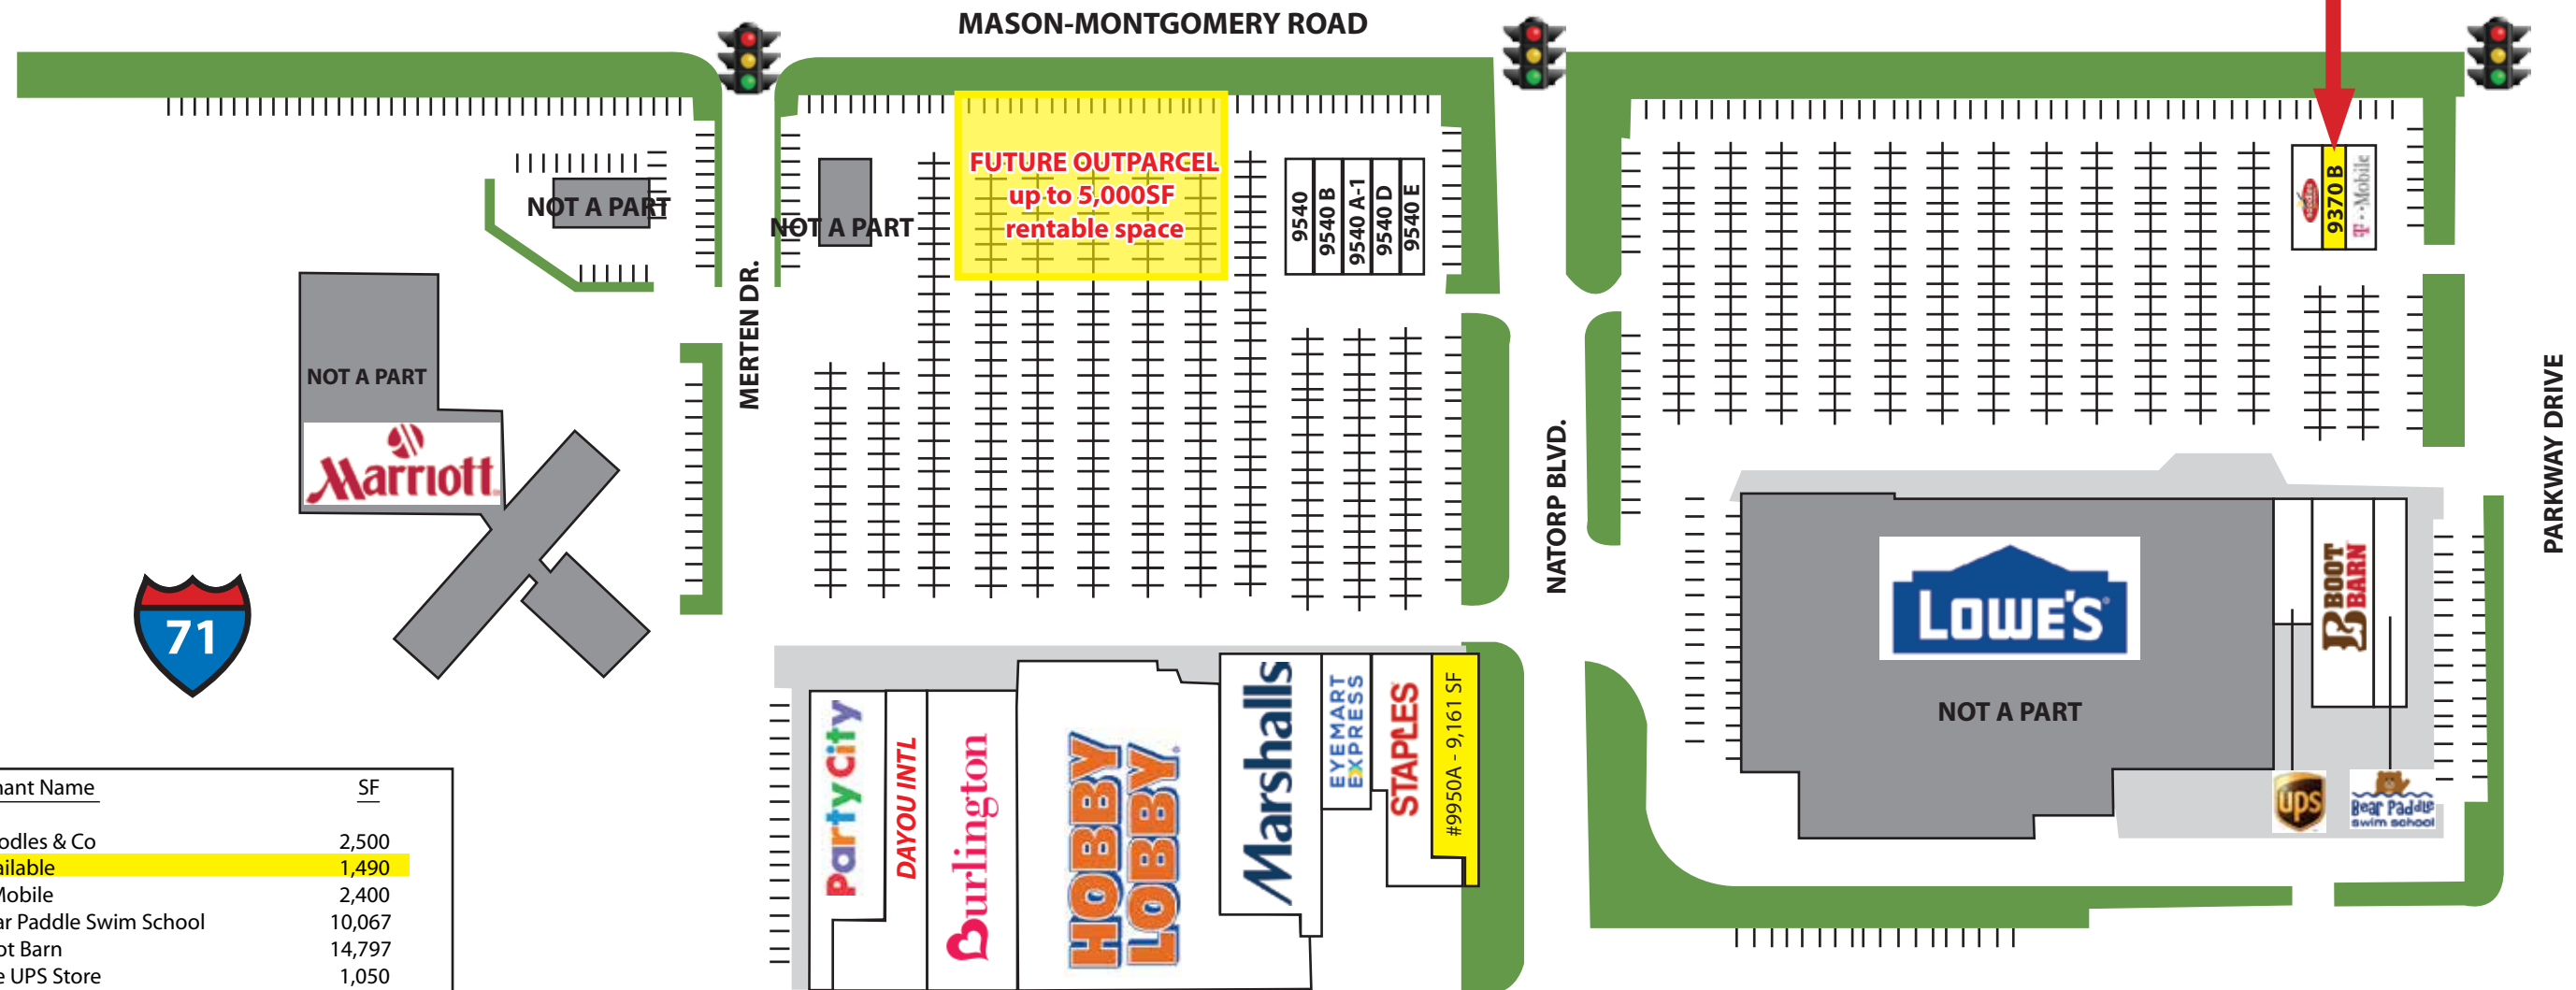 MASON-MONTGOMERY ROAD
FUTURE OUTPARCEL
up to 5,000SF
rentable space
NOT A PART
NOT A PART
9540
9540 B
9540 A-1
9540 D
9540 E
9370 B
T-Mobile
MERTEN DR.
NATORP BLVD.
PARKWAY DRIVE
NOT A PART
Marriott
71
LOWE'S
NOT A PART
BOOT
BARN
ups
Bear Paddle
swim school
Party City
DAYOU INTL
Burlington
HOBBY
LOBBY
Marshalls
EYEMART
EXPRESS
STAPLES
#9950A - 9,161 SF
nant Name SF
odles & Co 2,500
ailable 1,490
Mobile 2,400
ar Paddle Swim School 10,067
ot Barn 14,797
e UPS Store 1,050